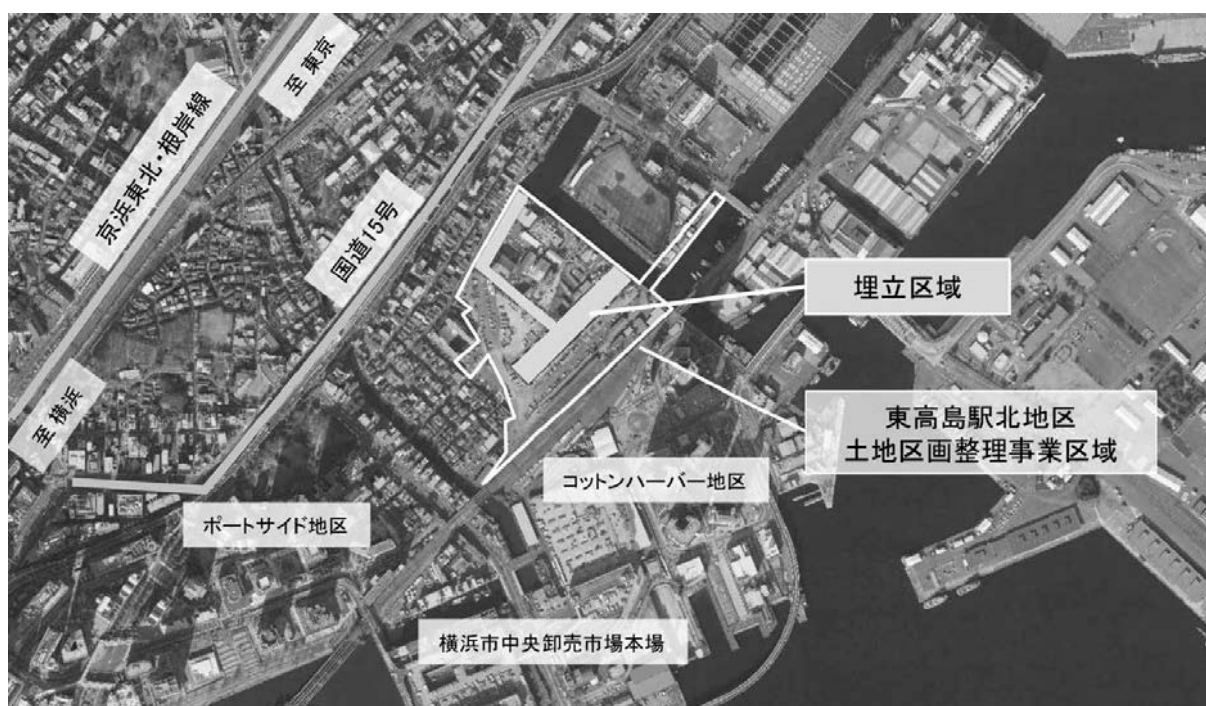 至 東京
京浜東北・根岸線
国道15号
至 横浜
埋立区域
東高島駅北地区
土地区画整理事業区域
コットンハーバー地区
ポートサイド地区
横浜市中央卸売市場本場